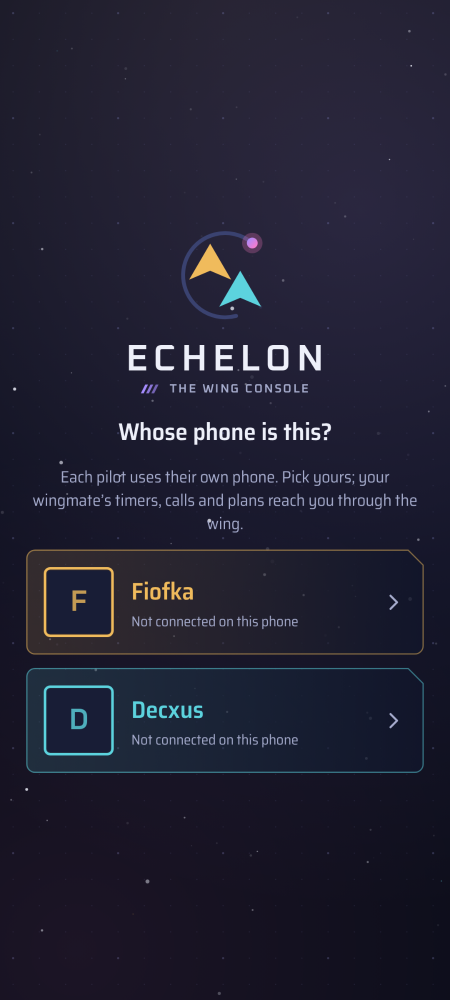 ECHELON
THE WING CONSOLE
Whose phone is this?
Each pilot uses their own phone. Pick yours; your
wingmate's timers, calls and plans reach you through the
wing.
F
Fiofka
Not connected on this phone
D
Decxus
Not connected on this phone